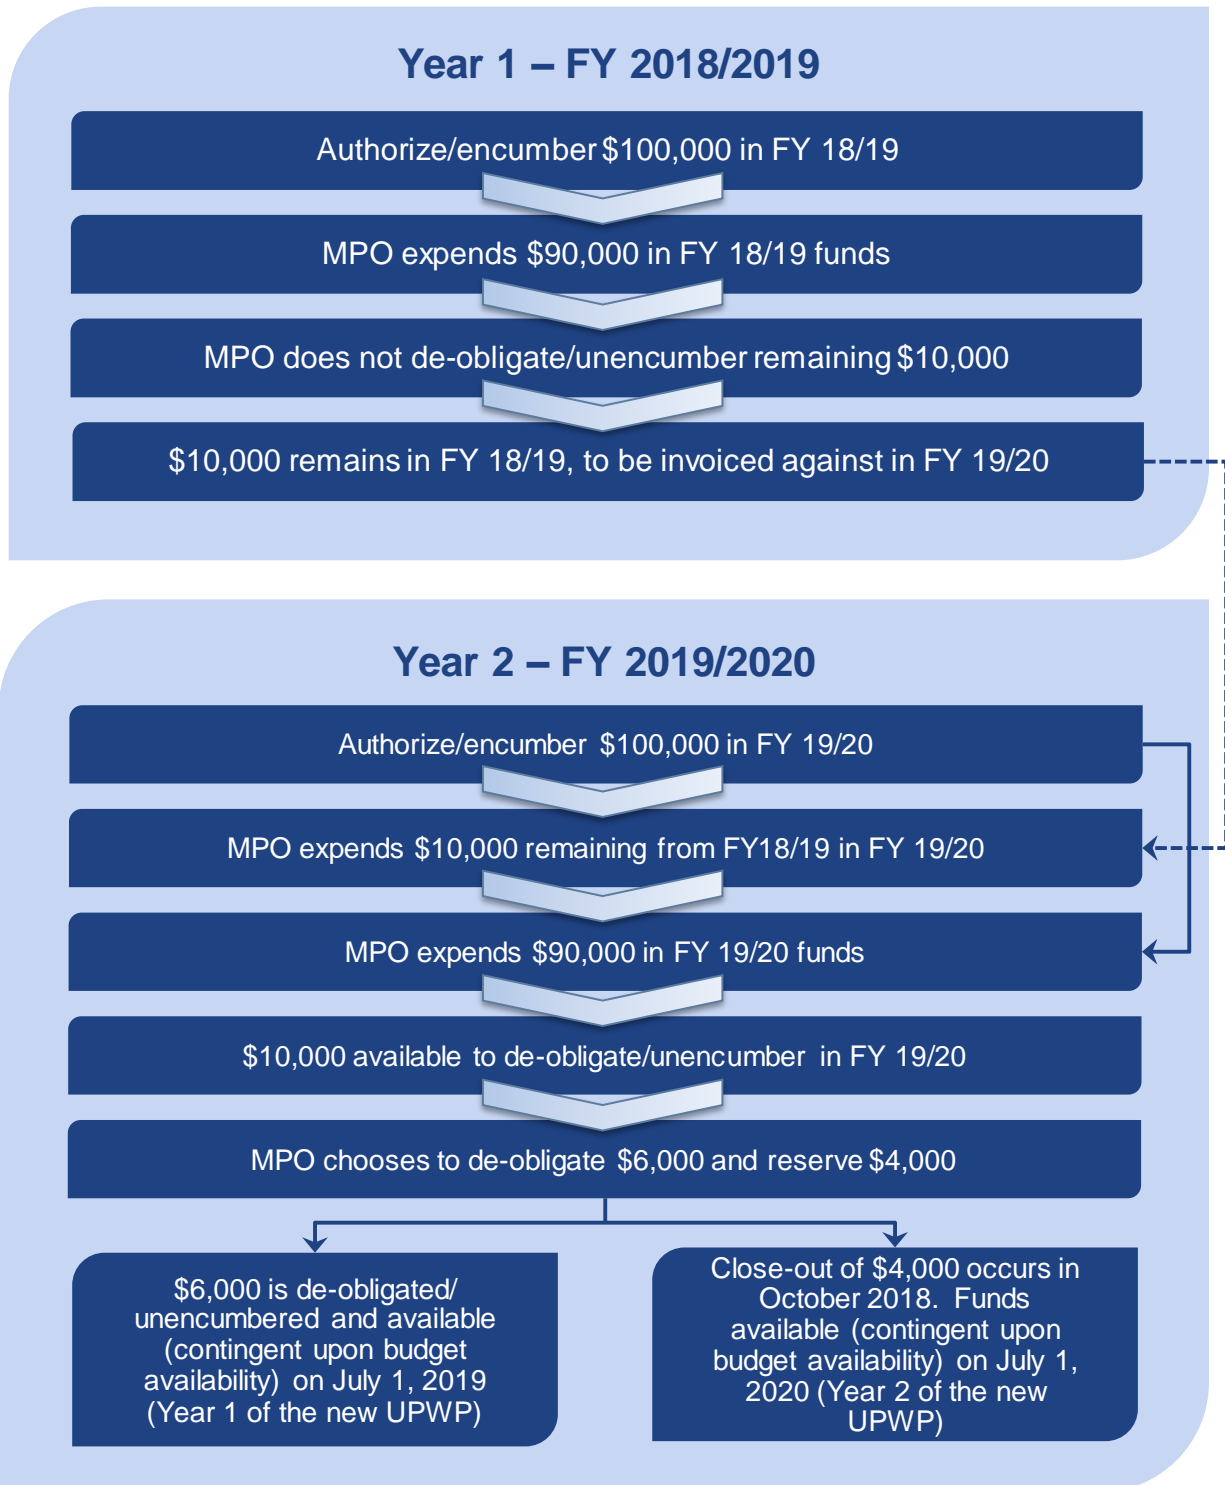 Year 1 – FY 2018/2019
Authorize/encumber $100,000 in FY 18/19
MPO expends $90,000 in FY 18/19 funds
MPO does not de-obligate/unencumber remaining $10,000
$10,000 remains in FY 18/19, to be invoiced against in FY 19/20
Year 2 – FY 2019/2020
Authorize/encumber $100,000 in FY 19/20
MPO expends $10,000 remaining from FY18/19 in FY 19/20
MPO expends $90,000 in FY 19/20 funds
$10,000 available to de-obligate/unencumber in FY 19/20
MPO chooses to de-obligate $6,000 and reserve $4,000
$6,000 is de-obligated/
unencumbered and available
(contingent upon budget
availability) on July 1, 2019
(Year 1 of the new UPWP)
Close-out of $4,000 occurs in
October 2018. Funds
available (contingent upon
budget availability) on July 1,
2020 (Year 2 of the new
UPWP)